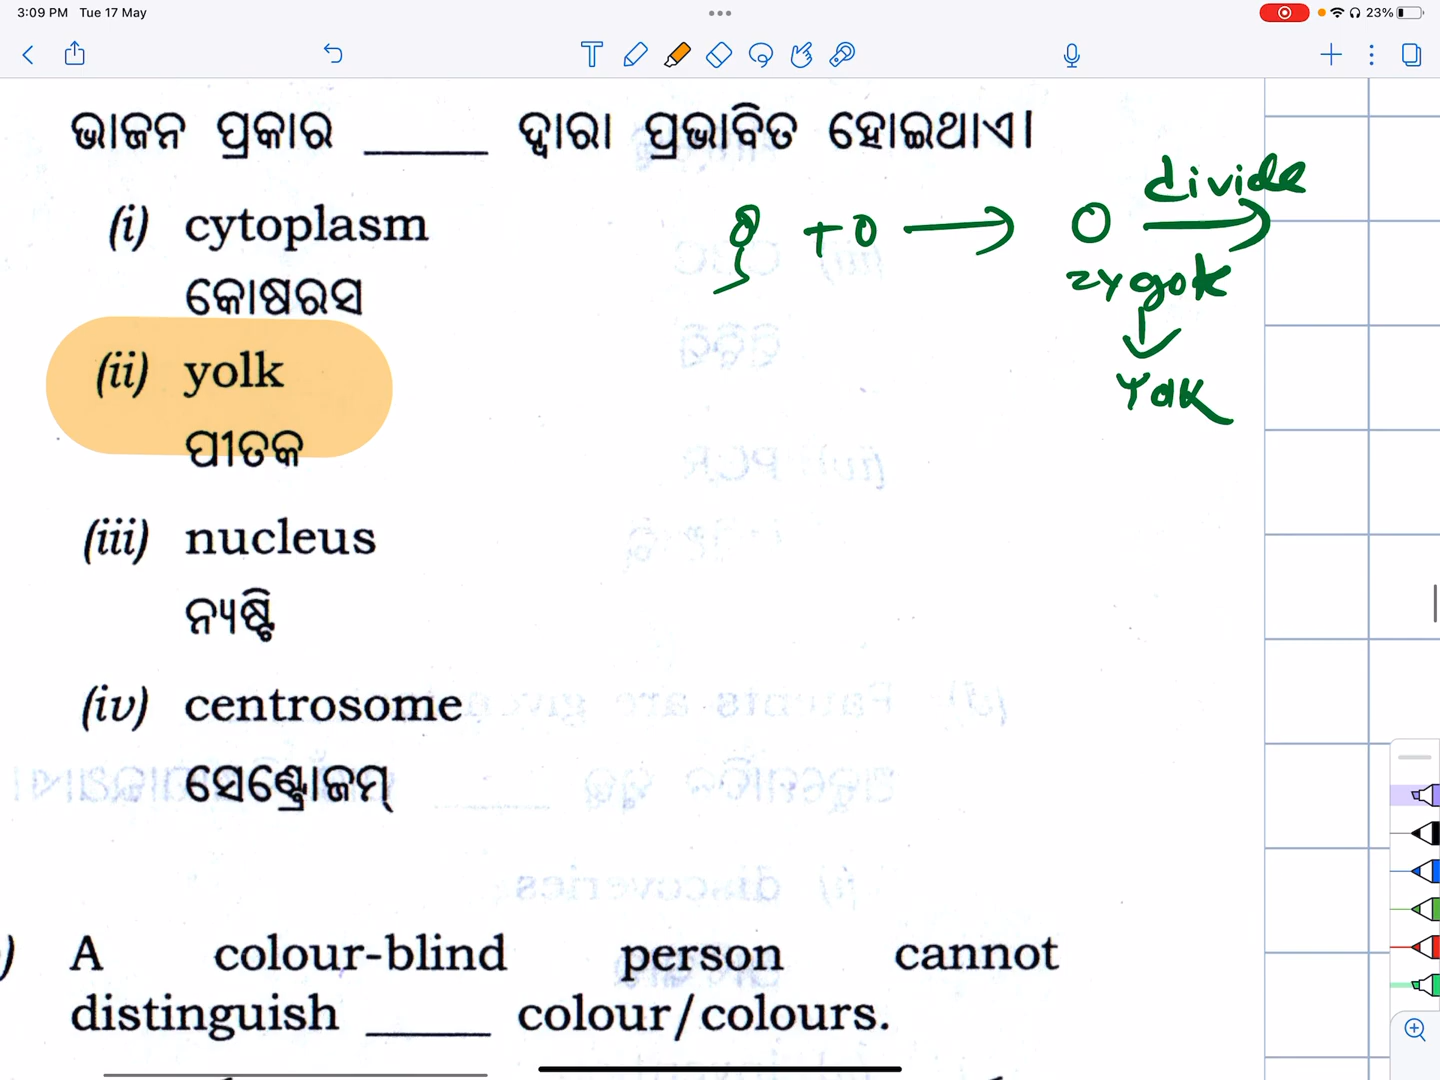 3:09 PM Tue 17 May
23%
ଭାଜନ ପ୍ରକାର _____ ଦ୍ୱାରା ପ୍ରଭାବିତ ହୋଇଥାଏ।
divide
+ o → O →
zygote
Yolk
(i) cytoplasm
କୋଷରସ
(ii) yolk
ପୀତକ
(iii) nucleus
ନ୍ୟଷ୍ଟି
(iv) centrosome
ସେଣ୍ଟ୍ରୋଜମ୍
A colour-blind person cannot
distinguish _____ colour/colours.